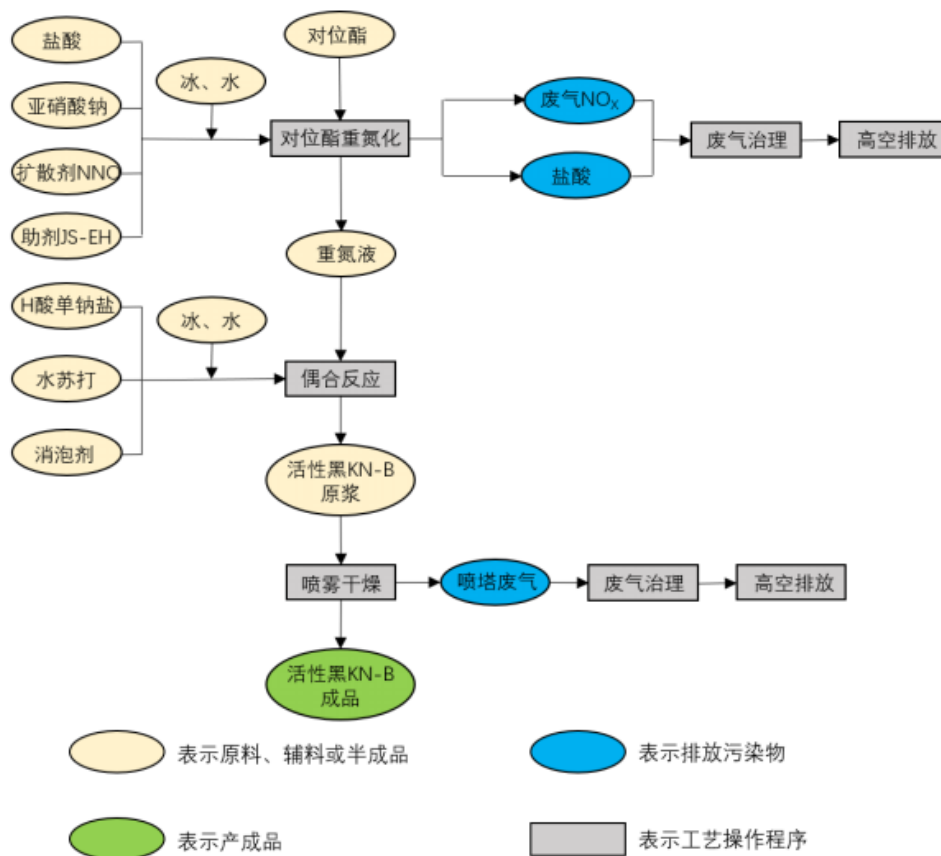 盐酸
对位酯
冰、水
亚硝酸钠
废气NOx
对位酯重氮化
废气治理
高空排放
扩散剂NNO
盐酸
助剂JS-EH
重氮液
H酸单钠盐
冰、水
水苏打
偶合反应
消泡剂
活性黑KN-B
原浆
喷雾干燥
喷塔废气
废气治理
高空排放
活性黑KN-B
成品
表示原料、辅料或半成品
表示排放污染物
表示产成品
表示工艺操作程序